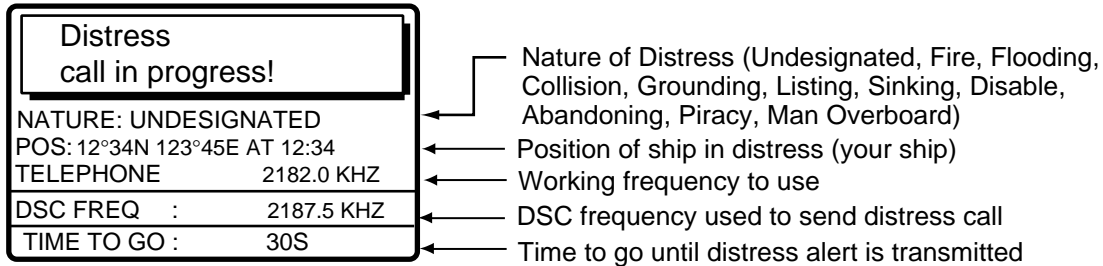 Distress
call in progress!
NATURE: UNDESIGNATED
POS: 12°34N 123°45E AT 12:34
TELEPHONE 2182.0 KHZ
DSC FREQ : 2187.5 KHZ
TIME TO GO : 30S
Nature of Distress (Undesignated, Fire, Flooding,
Collision, Grounding, Listing, Sinking, Disable,
Abandoning, Piracy, Man Overboard)
Position of ship in distress (your ship)
Working frequency to use
DSC frequency used to send distress call
Time to go until distress alert is transmitted